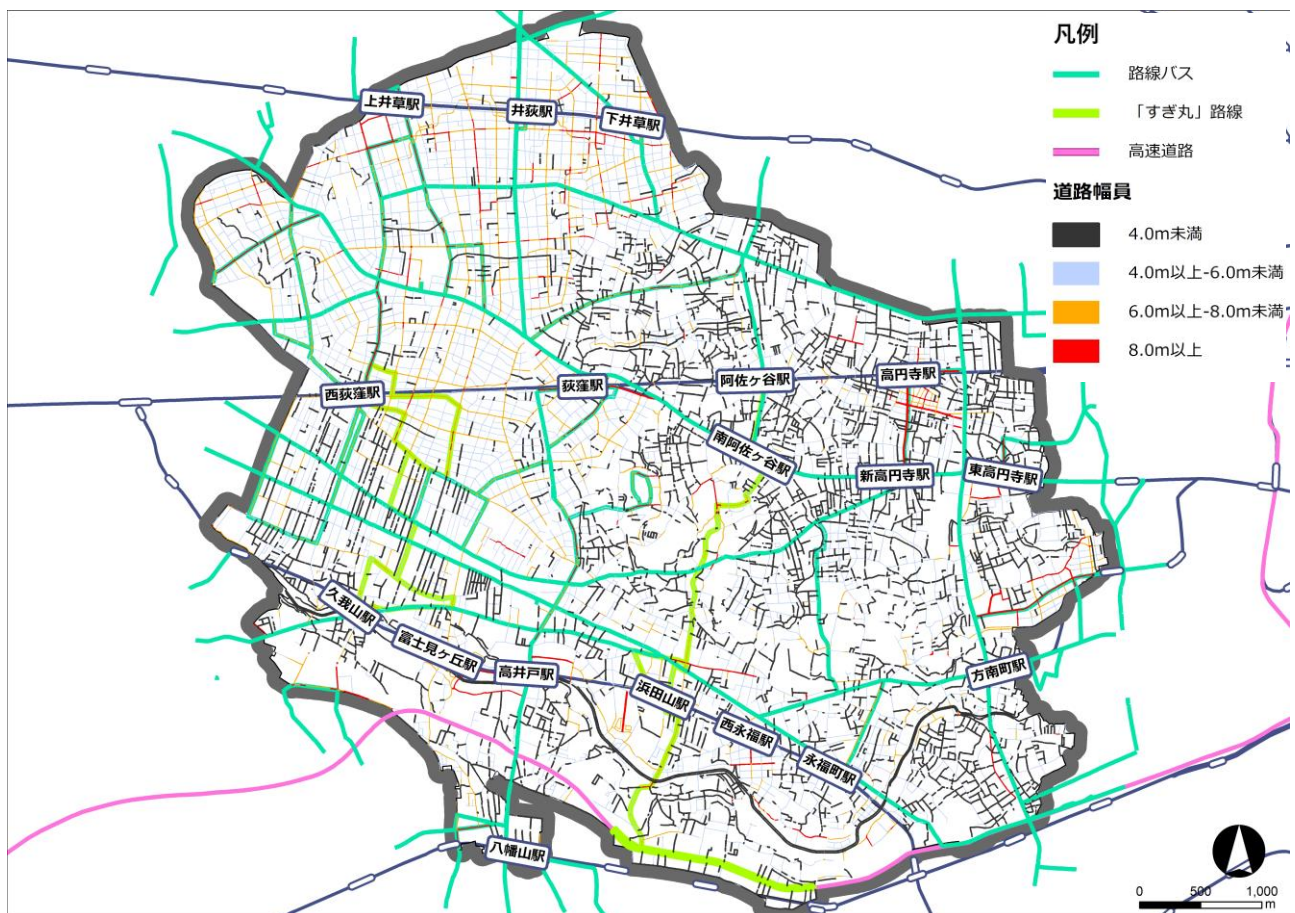 凡例
路線バス
「すぎ丸」路線
高速道路
道路幅員
4.0m未満
4.0m以上-6.0m未満
6.0m以上-8.0m未満
8.0m以上
上井草駅
井荻駅
下井草駅
西荻窪駅
荻窪駅
阿佐ヶ谷駅
高円寺駅
南阿佐ヶ谷駅
新高円寺駅
東高円寺駅
久我山駅
富士見ヶ丘駅
高井戸駅
浜田山駅
西永福駅
永福町駅
方南町駅
八幡山駅
0 500 1,000
m